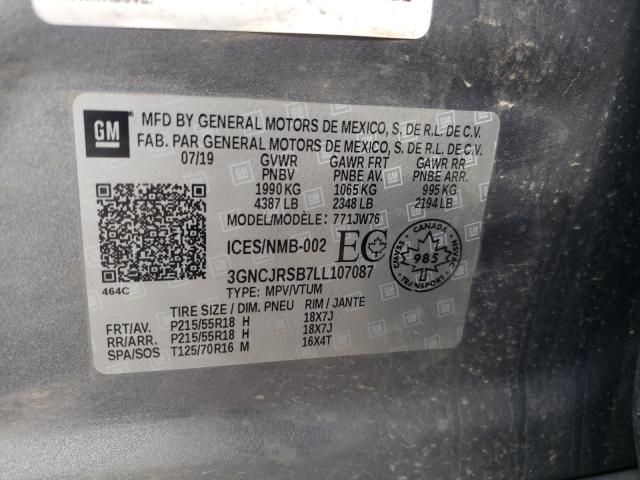 GM
MFD BY GENERAL MOTORS DE MEXICO, S. DE R.L. DE C.V.
FAB. PAR GENERAL MOTORS DE MEXICO, S. DE R.L. DE C.V.
07/19 GVWR GAWR FRT GAWR RR
PNBV PNBE AV. PNBE ARR.
1990 KG 1065 KG 995 KG
4387 LB 2348 LB 2194 LB
MODEL/MODÈLE: 771JW76
ICES/NMB-002 EC
CANADA
CMVSS 985 NSVAC
TRANSPORT
3GNCJRSB7LL107087
464C
TYPE: MPV/VTUM
TIRE SIZE / DIM. PNEU RIM / JANTE
FRT/AV. P215/55R18 H 18X7J
RR/ARR. P215/55R18 H 18X7J
SPA/SOS T125/70R16 M 16X4T